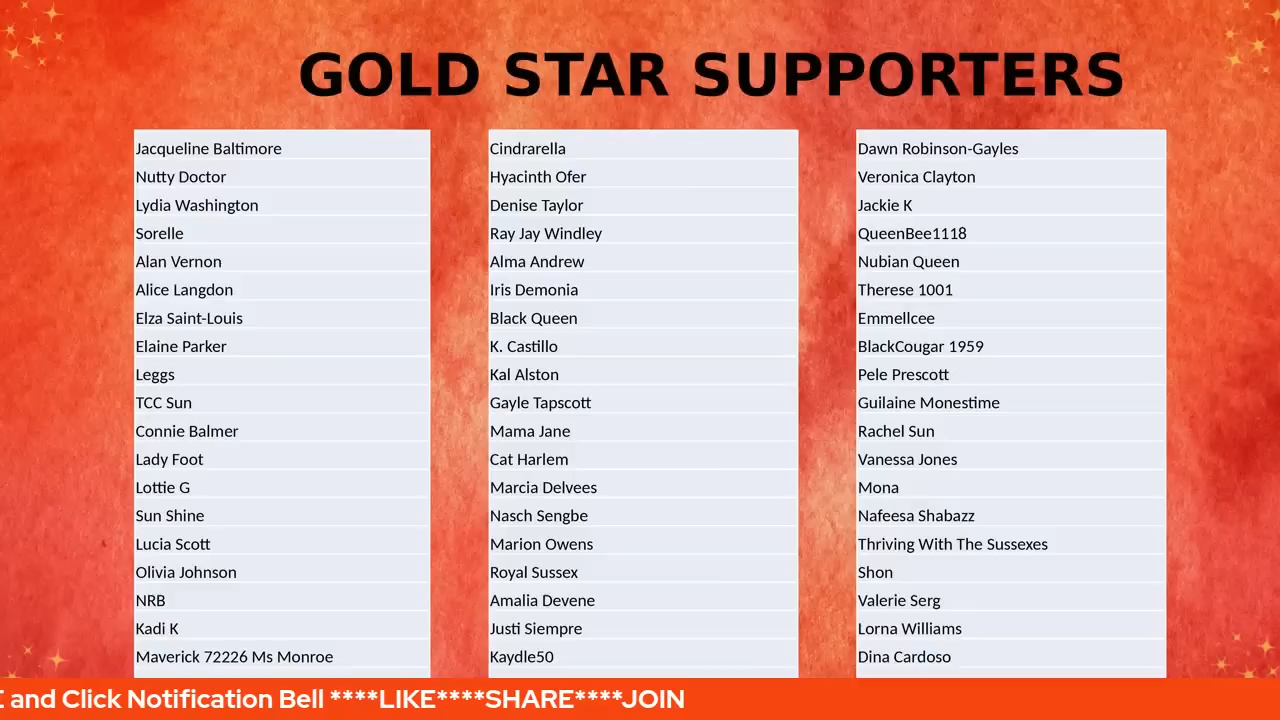 GOLD STAR SUPPORTERS
Jacqueline Baltimore
Nutty Doctor
Lydia Washington
Sorelle
Alan Vernon
Alice Langdon
Elza Saint-Louis
Elaine Parker
Leggs
TCC Sun
Connie Balmer
Lady Foot
Lottie G
Sun Shine
Lucia Scott
Olivia Johnson
NRB
Kadi K
Maverick 72226 Ms Monroe
Cindrarella
Hyacinth Ofer
Denise Taylor
Ray Jay Windley
Alma Andrew
Iris Demonia
Black Queen
K. Castillo
Kal Alston
Gayle Tapscott
Mama Jane
Cat Harlem
Marcia Delvees
Nasch Sengbe
Marion Owens
Royal Sussex
Amalia Devene
Justi Siempre
Kaydle50
Dawn Robinson-Gayles
Veronica Clayton
Jackie K
QueenBee1118
Nubian Queen
Therese 1001
Emmellcee
BlackCougar 1959
Pele Prescott
Guilaine Monestime
Rachel Sun
Vanessa Jones
Mona
Nafeesa Shabazz
Thriving With The Sussexes
Shon
Valerie Serg
Lorna Williams
Dina Cardoso
and Click Notification Bell ****LIKE****SHARE****JOIN